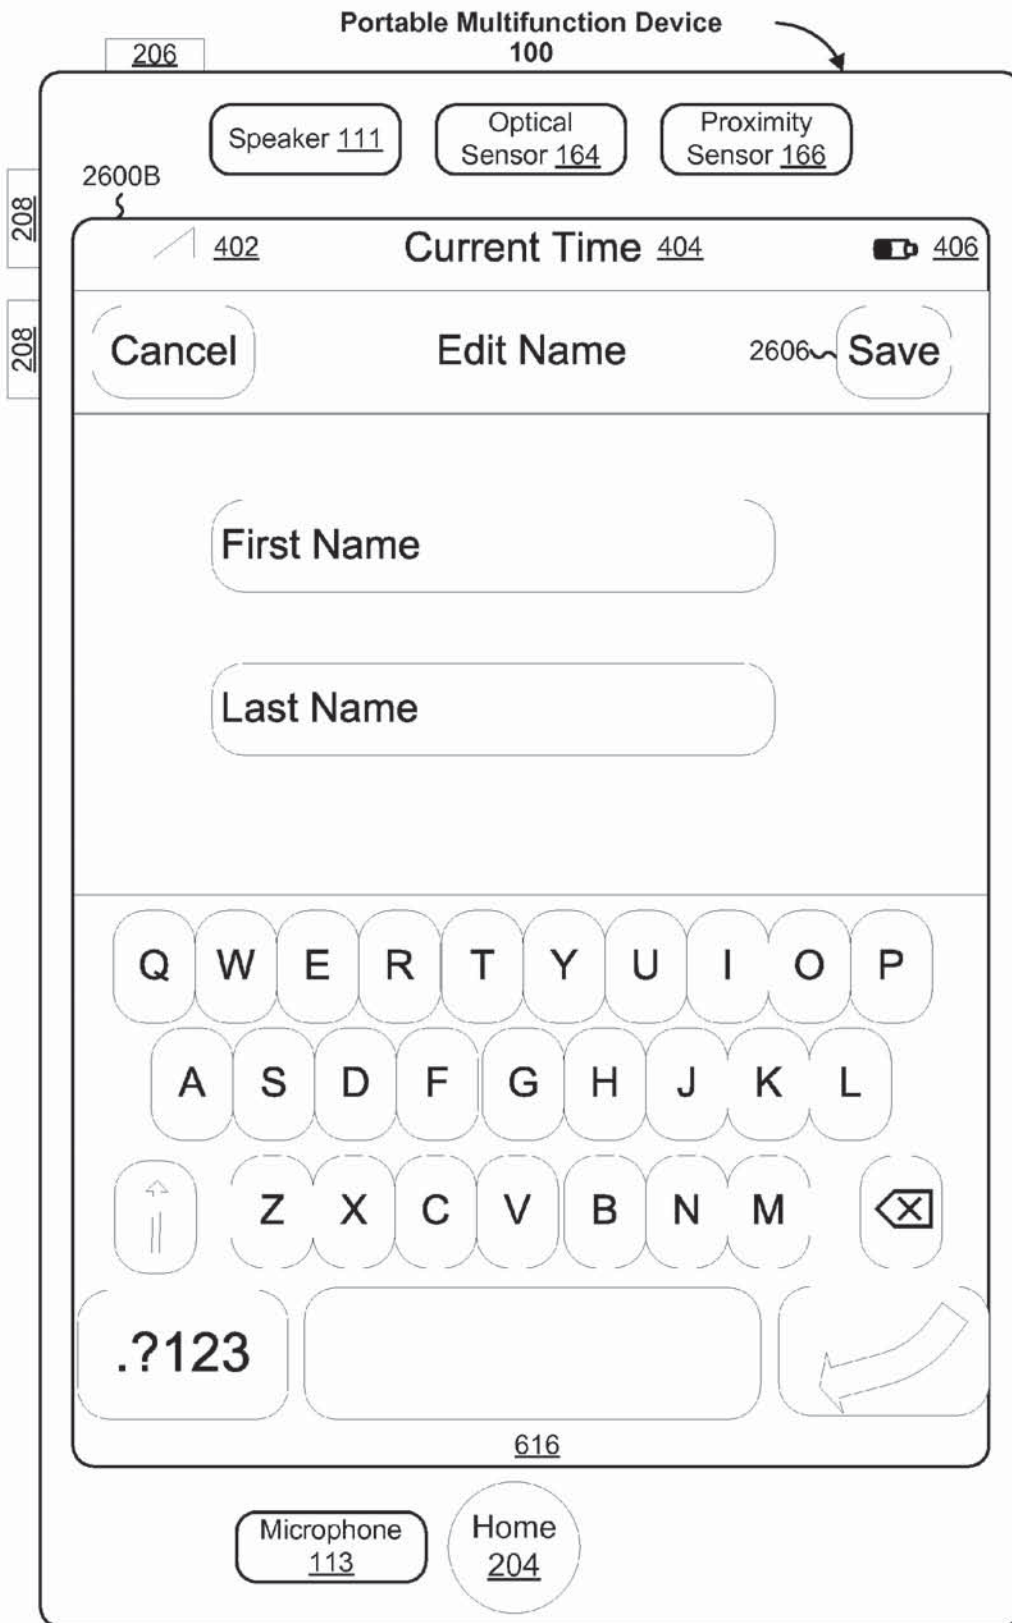 Portable Multifunction Device
100
206
Speaker 111
Optical
Sensor 164
Proximity
Sensor 166
2600B
208
402
Current Time 404
406
208
Cancel
Edit Name
2606
Save
First Name
Last Name
Q W E R T Y U I O P
A S D F G H J K L
Z X C V B N M
.?123
616
Microphone
113
Home
204